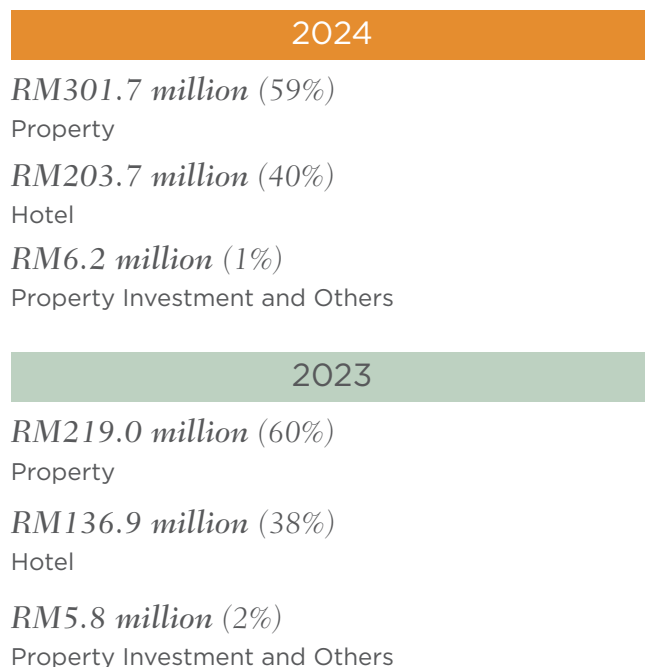 2024
RM301.7 million (59%)
Property
RM203.7 million (40%)
Hotel
RM6.2 million (1%)
Property Investment and Others
2023
RM219.0 million (60%)
Property
RM136.9 million (38%)
Hotel
RM5.8 million (2%)
Property Investment and Others